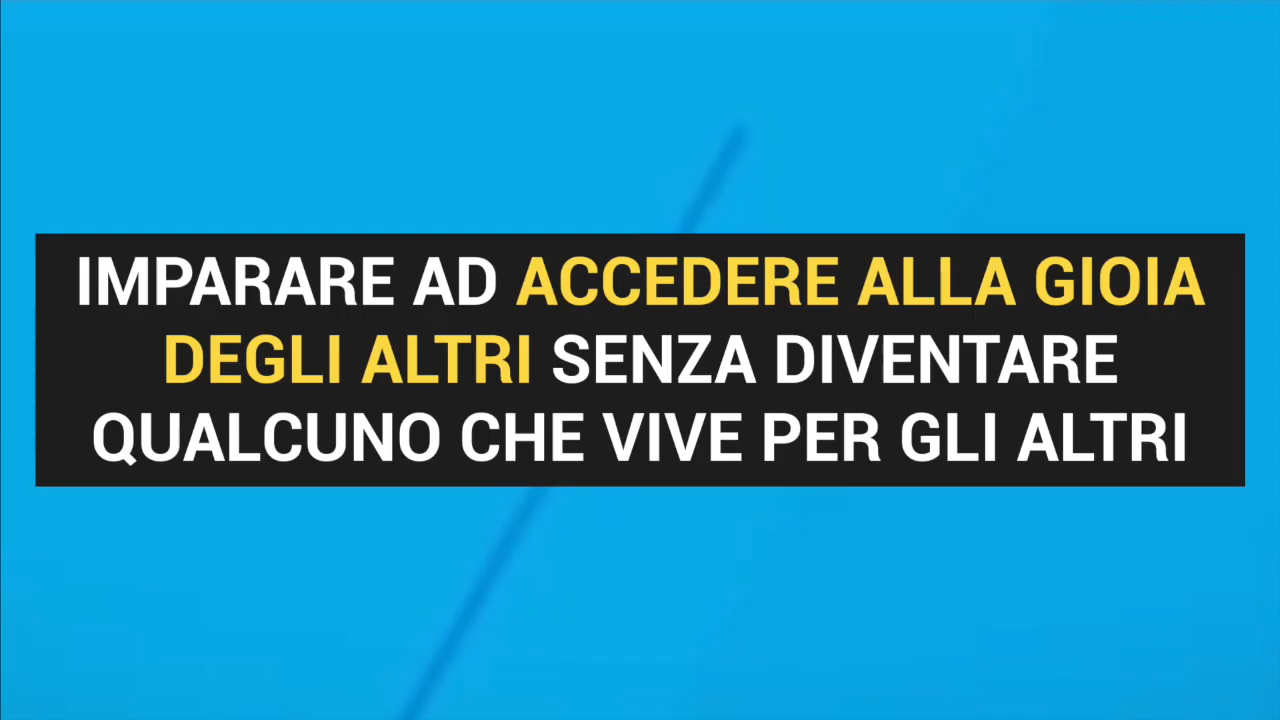 IMPARARE AD ACCEDERE ALLA GIOIA
DEGLI ALTRI SENZA DIVENTARE
QUALCUNO CHE VIVE PER GLI ALTRI